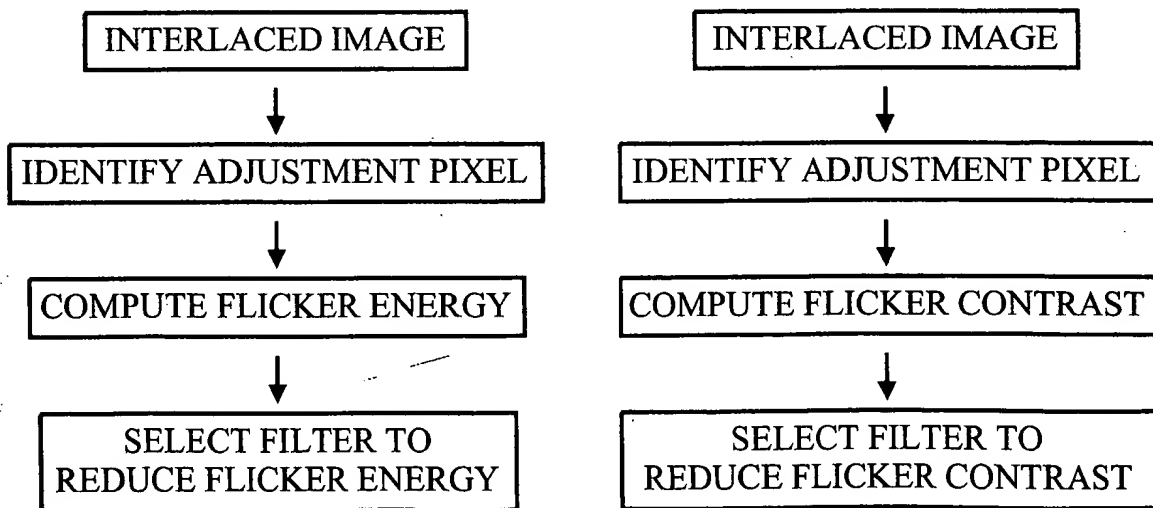 INTERLACED IMAGE
IDENTIFY ADJUSTMENT PIXEL
COMPUTE FLICKER ENERGY
SELECT FILTER TO
REDUCE FLICKER ENERGY
INTERLACED IMAGE
IDENTIFY ADJUSTMENT PIXEL
COMPUTE FLICKER CONTRAST
SELECT FILTER TO
REDUCE FLICKER CONTRAST